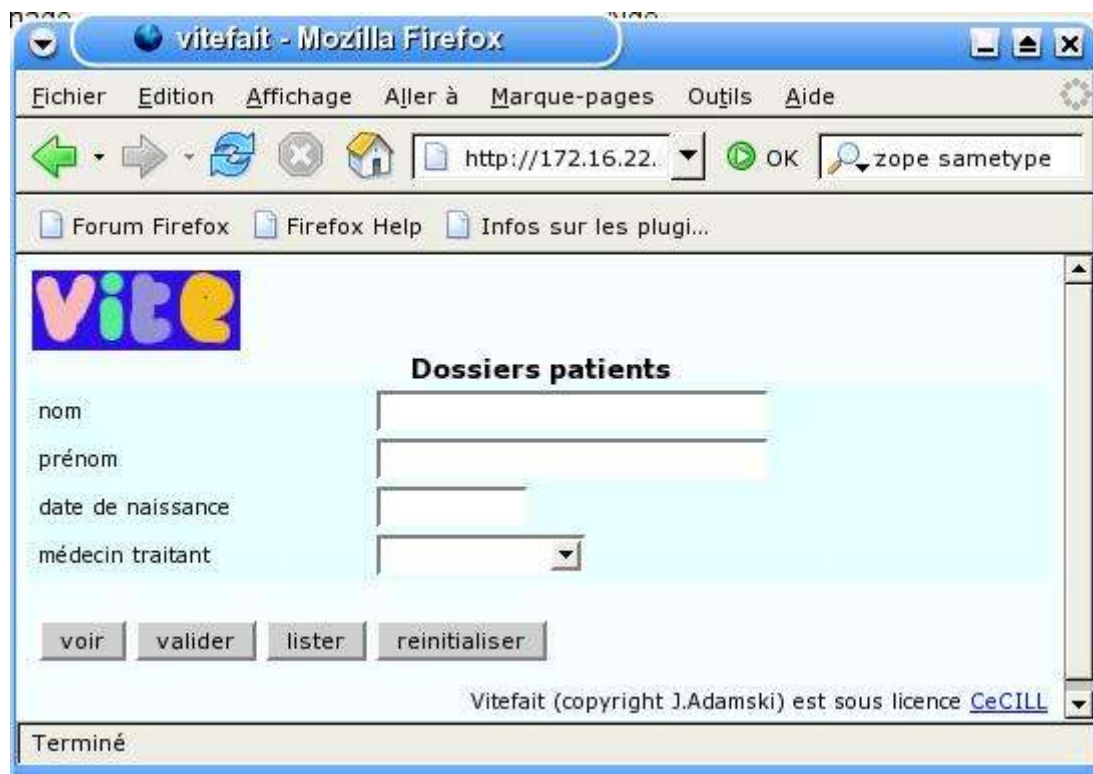 vitefait - Mozilla Firefox
Fichier Edition Affichage Aller à Marque-pages Outils Aide
http://172.16.22. OK zope sametype
Forum Firefox Firefox Help Infos sur les plugi...
vite
Dossiers patients
nom
prénom
date de naissance
médecin traitant
voir valider lister reinitialiser
Vitefait (copyright J.Adamski) est sous licence CeCILL
Terminé